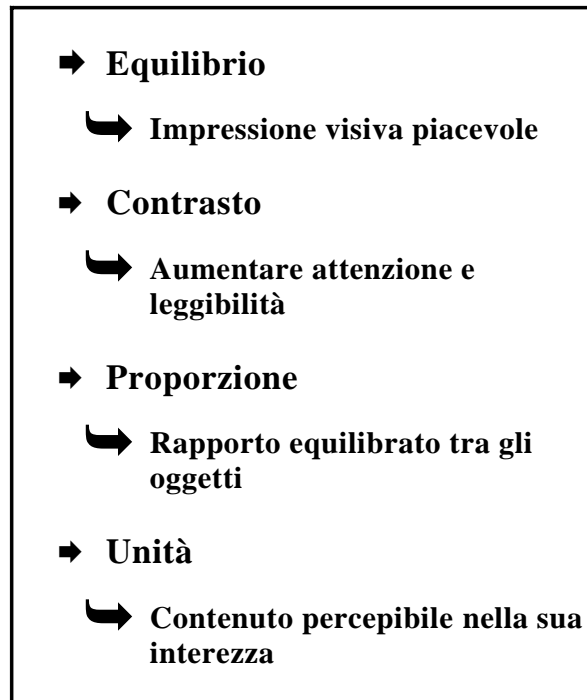 Equilibrio
Impressione visiva piacevole
Contrasto
Aumentare attenzione e
leggibilità
Proporzione
Rapporto equilibrato tra gli
oggetti
Unità
Contenuto percepibile nella sua
interezza